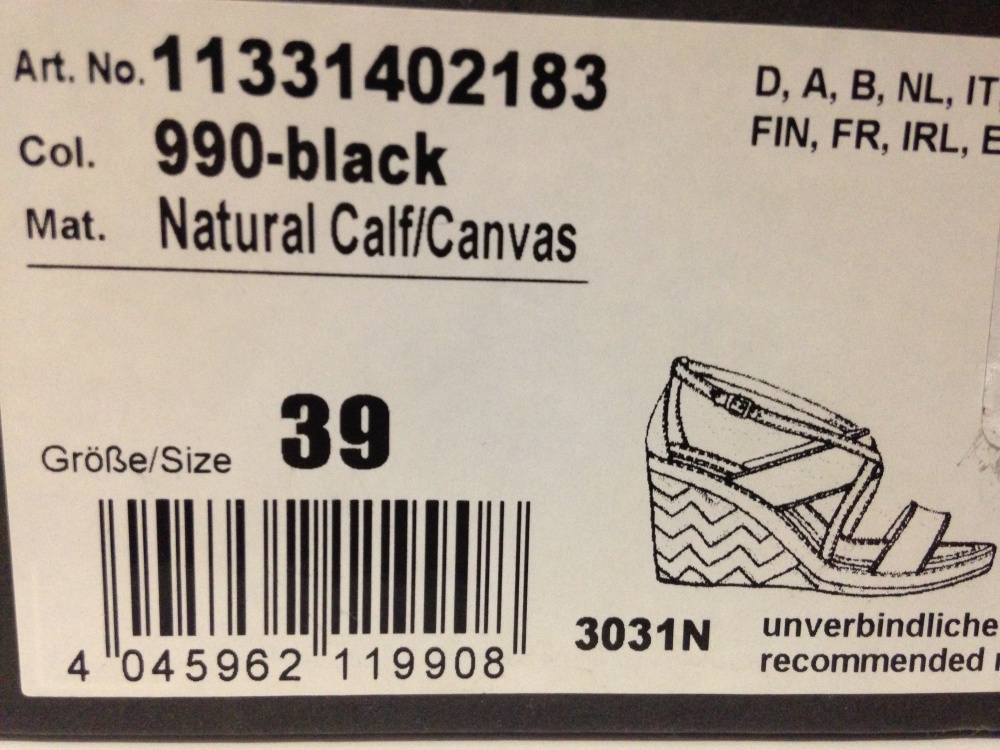 Art. No. 11331402183
Col. 990-black
Mat. Natural Calf/Canvas
D, A, B, NL, IT
FIN, FR, IRL, E
Größe/Size 39
4 045962 119908
3031N
unverbindliche
recommended